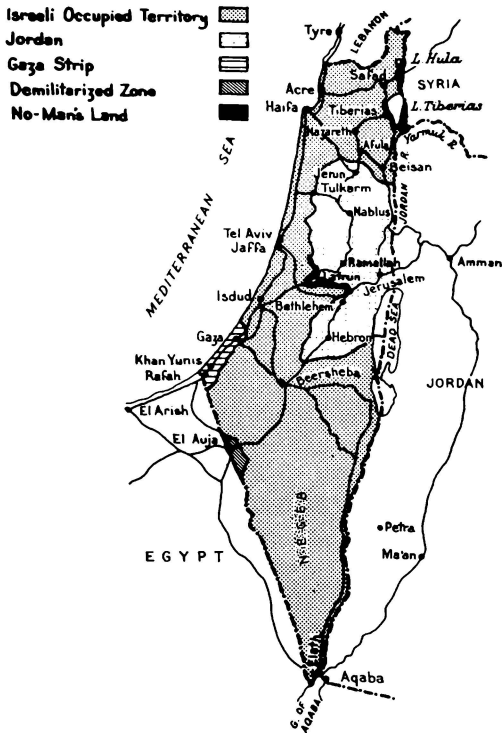 Israeli Occupied Territory
Jordan
Gaza Strip
Demilitarized Zone
No-Man's Land
Tyre
LEBANON
L. Hula
Safad
SYRIA
Acre
L. Tiberias
Haifa
Tiberias
Nazareth
Yarmuk R.
Afula
Beisan
Jenin
Tulkarm
Nablus
JORDAN R.
MEDITERRANEAN SEA
Tel Aviv
Jaffa
Ramallah
Amman
Latrun
Jerusalem
Isdud
Bethlehem
Gaza
Hebron
DEAD SEA
Khan Yunis
Rafah
Beersheba
JORDAN
El Arish
El Auja
NEGEB
Petra
EGYPT
Ma'an
Elath
Aqaba
G. OF
AQABA